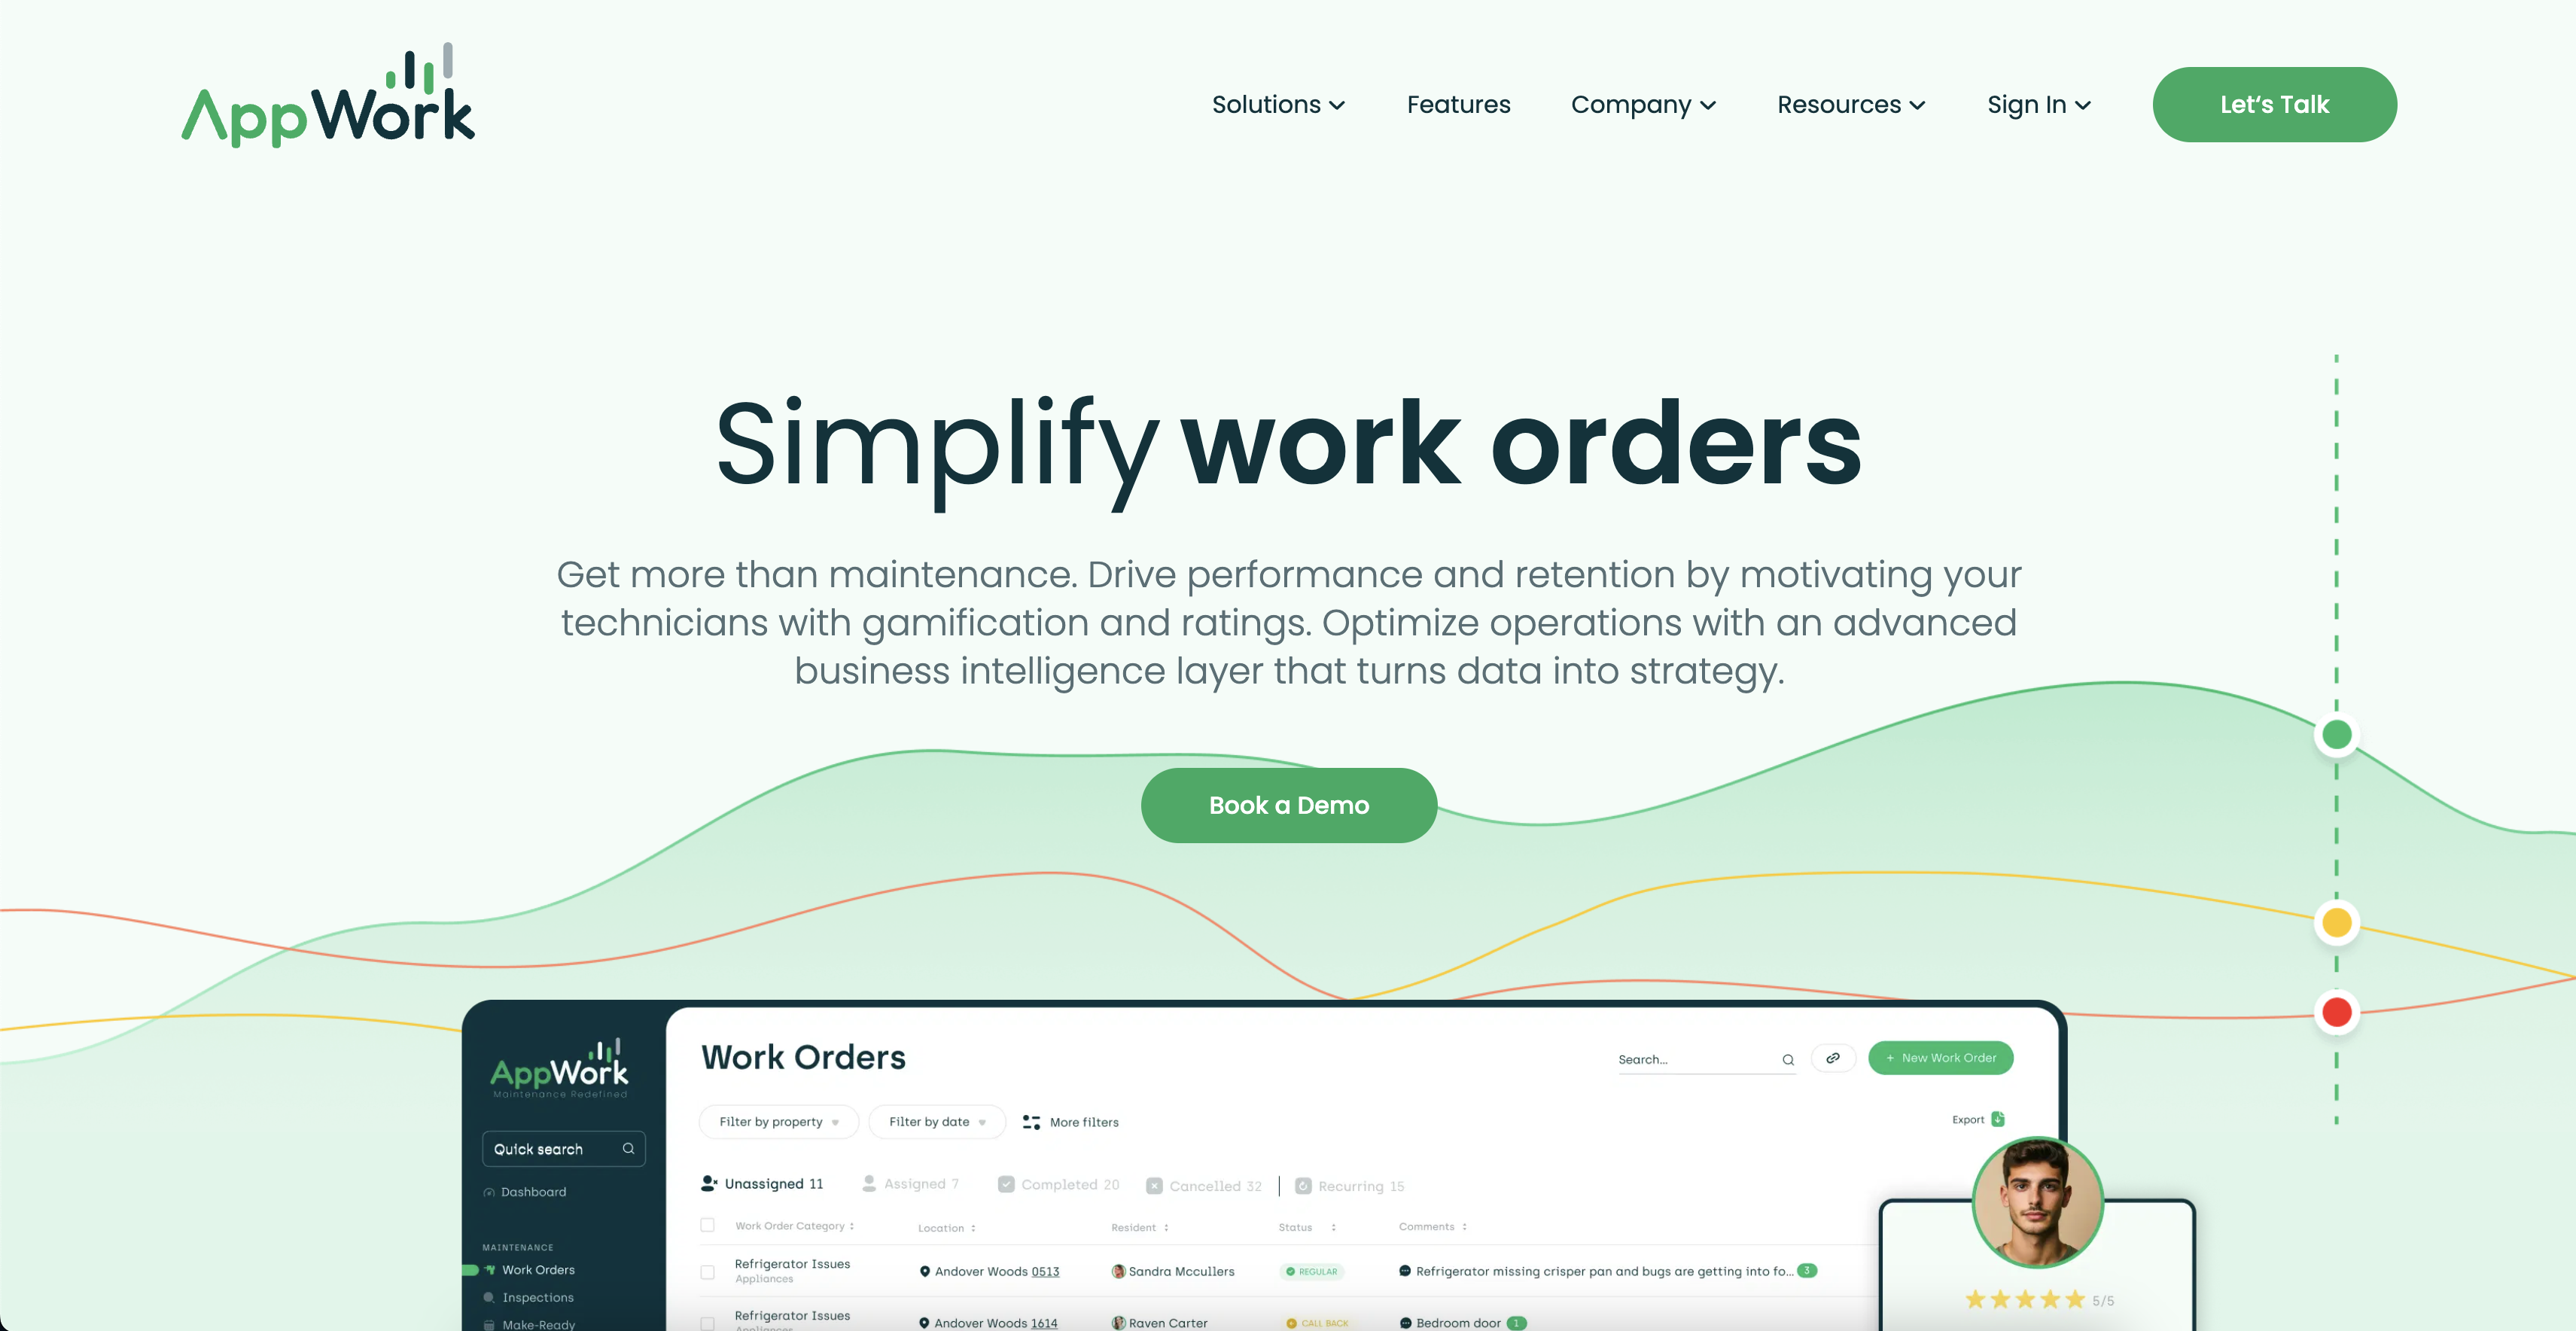 AppWork
Solutions
Features
Company
Resources
Sign In
Let‘s Talk
Simplify work orders
Get more than maintenance. Drive performance and retention by motivating your
technicians with gamification and ratings. Optimize operations with an advanced
business intelligence layer that turns data into strategy.
Book a Demo
AppWork
Maintenance Redefined
Quick search
Dashboard
MAINTENANCE
Work Orders
Inspections
Make-Ready
Work Orders
Search...
+ New Work Order
Filter by property
Filter by date
More filters
Export
Unassigned 11
Assigned 7
Completed 20
Cancelled 32
Recurring 15
Work Order Category
Location
Resident
Status
Comments
Refrigerator Issues
Appliances
Andover Woods 0513
Sandra Mccullers
REGULAR
Refrigerator missing crisper pan and bugs are getting into fo... 3
Refrigerator Issues
Appliances
Andover Woods 1614
Raven Carter
CALL BACK
Bedroom door 1
5/5